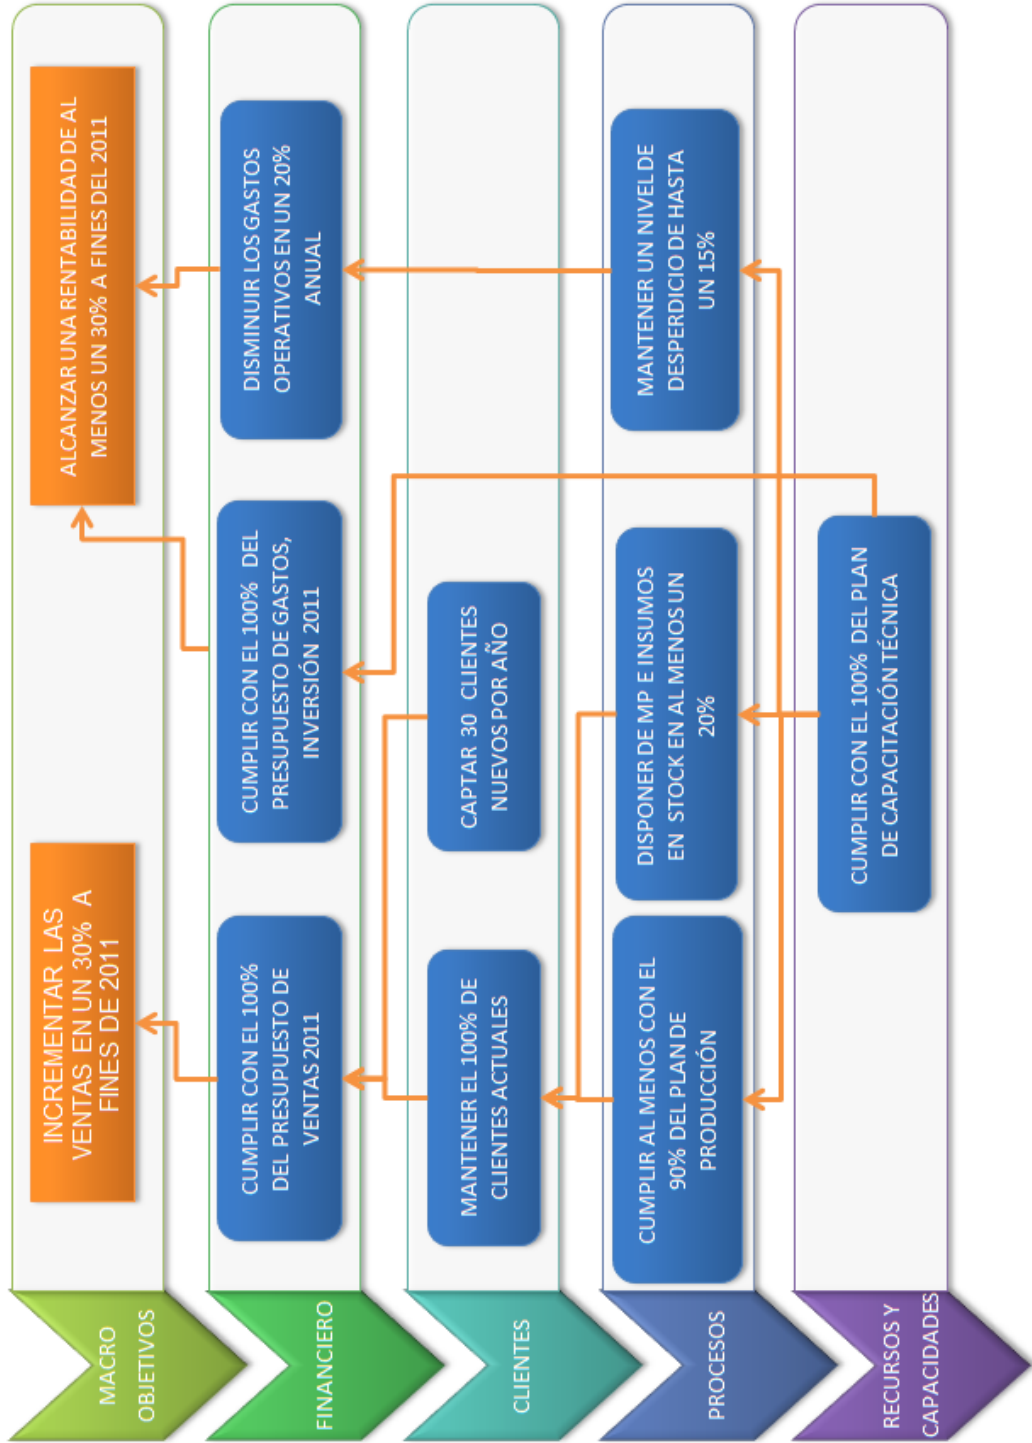 MACRO
OBJETIVOS
INCREMENTAR LAS
VENTAS EN UN 30% A
FINES DE 2011
ALCANZAR UNA RENTABILIDAD DE AL
MENOS UN 30% A FINES DEL 2011
FINANCIERO
CUMPLIR CON EL 100%
DEL PRESUPUESTO DE
VENTAS 2011
CUMPLIR CON EL 100% DEL
PRESUPUESTO DE GASTOS,
INVERSIÓN 2011
DISMINUIR LOS GASTOS
OPERATIVOS EN UN 20%
ANUAL
CLIENTES
MANTENER EL 100% DE
CLIENTES ACTUALES
CAPTAR 30 CLIENTES
NUEVOS POR AÑO
PROCESOS
CUMPLIR AL MENOS CON EL
90% DEL PLAN DE
PRODUCCIÓN
DISPONER DE MP E INSUMOS
EN STOCK EN AL MENOS UN
20%
MANTENER UN NIVEL DE
DESPERDICIO DE HASTA
UN 15%
RECURSOS Y
CAPACIDADES
CUMPLIR CON EL 100% DEL PLAN
DE CAPACITACIÓN TÉCNICA